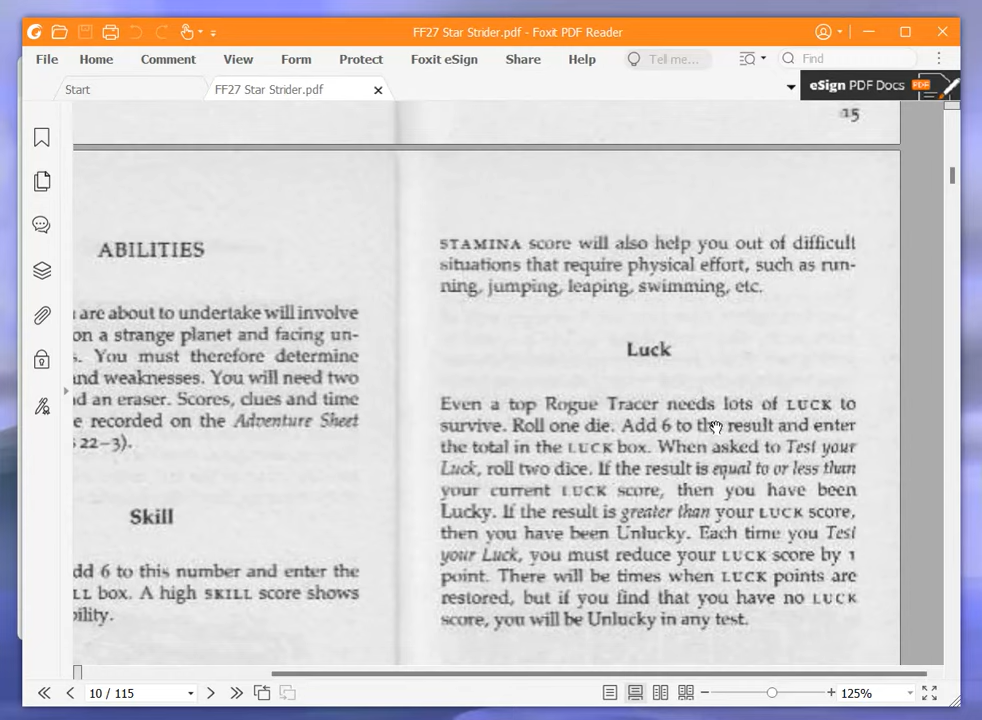 FF27 Star Strider.pdf - Foxit PDF Reader
File Home Comment View Form Protect Foxit eSign Share Help Tell me... Find
Start FF27 Star Strider.pdf eSign PDF Docs PDF
15
ABILITIES
are about to undertake will involve
on a strange planet and facing un-
s. You must therefore determine
and weaknesses. You will need two
d an eraser. Scores, clues and time
e recorded on the Adventure Sheet
22–3).
Skill
dd 6 to this number and enter the
LL box. A high SKILL score shows
bility.
STAMINA score will also help you out of difficult
situations that require physical effort, such as run-
ning, jumping, leaping, swimming, etc.
Luck
Even a top Rogue Tracer needs lots of LUCK to
survive. Roll one die. Add 6 to the result and enter
the total in the LUCK box. When asked to Test your
Luck, roll two dice. If the result is equal to or less than
your current LUCK score, then you have been
Lucky. If the result is greater than your LUCK score,
then you have been Unlucky. Each time you Test
your Luck, you must reduce your LUCK score by 1
point. There will be times when LUCK points are
restored, but if you find that you have no LUCK
score, you will be Unlucky in any test.
10 / 115 125%